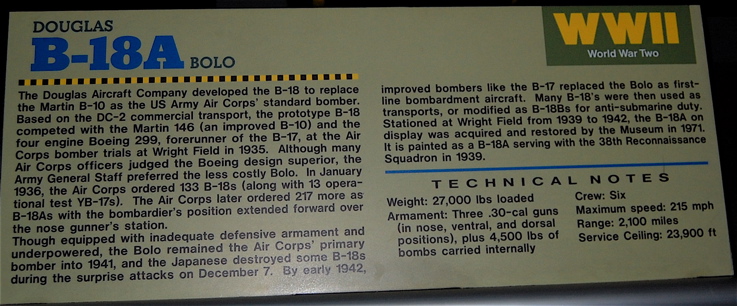 DOUGLAS
B-18A BOLO
The Douglas Aircraft Company developed the B-18 to replace
the Martin B-10 as the US Army Air Corps' standard bomber.
Based on the DC-2 commercial transport, the prototype B-18
competed with the Martin 146 (an improved B-10) and the
four engine Boeing 299, forerunner of the B-17, at the Air
Corps bomber trials at Wright Field in 1935. Although many
Air Corps officers judged the Boeing design superior, the
Army General Staff preferred the less costly Bolo. In January
1936, the Air Corps ordered 133 B-18s (along with 13 opera-
tional test YB-17s). The Air Corps later ordered 217 more as
B-18As with the bombardier's position extended forward over
the nose gunner's station.
Though equipped with inadequate defensive armament and
underpowered, the Bolo remained the Air Corps' primary
bomber into 1941, and the Japanese destroyed some B-18s
during the surprise attacks on December 7. By early 1942,
WWII
World War Two
improved bombers like the B-17 replaced the Bolo as first-
line bombardment aircraft. Many B-18's were then used as
transports, or modified as B-18Bs for anti-submarine duty.
Stationed at Wright Field from 1939 to 1942, the B-18A on
display was acquired and restored by the Museum in 1971.
It is painted as a B-18A serving with the 38th Reconnaissance
Squadron in 1939.
TECHNICAL NOTES
Weight: 27,000 lbs loaded
Armament: Three .30-cal guns
(in nose, ventral, and dorsal
positions), plus 4,500 lbs of
bombs carried internally
Crew: Six
Maximum speed: 215 mph
Range: 2,100 miles
Service Ceiling: 23,900 ft